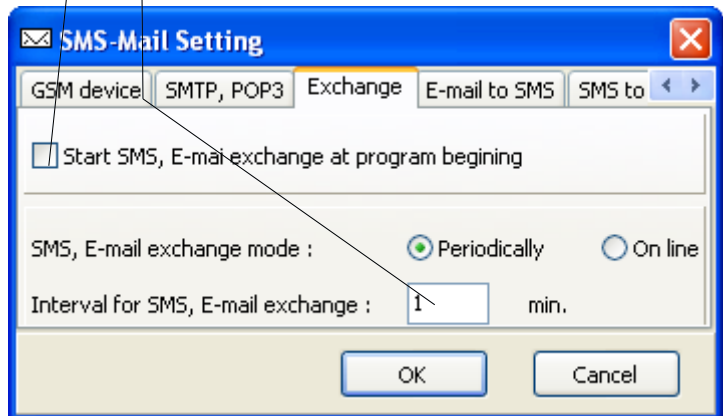 SMS-Mail Setting
GSM device SMTP, POP3 Exchange E-mail to SMS SMS to
Start SMS, E-mai exchange at program begining
SMS, E-mail exchange mode : Periodically On line
Interval for SMS, E-mail exchange : 1 min.
OK Cancel